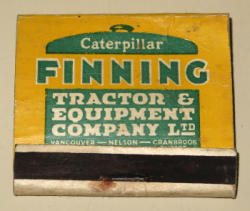 Caterpillar
FINNING
TRACTOR &
EQUIPMENT
COMPANY LTD
VANCOUVER — NELSON — CRANBROOK